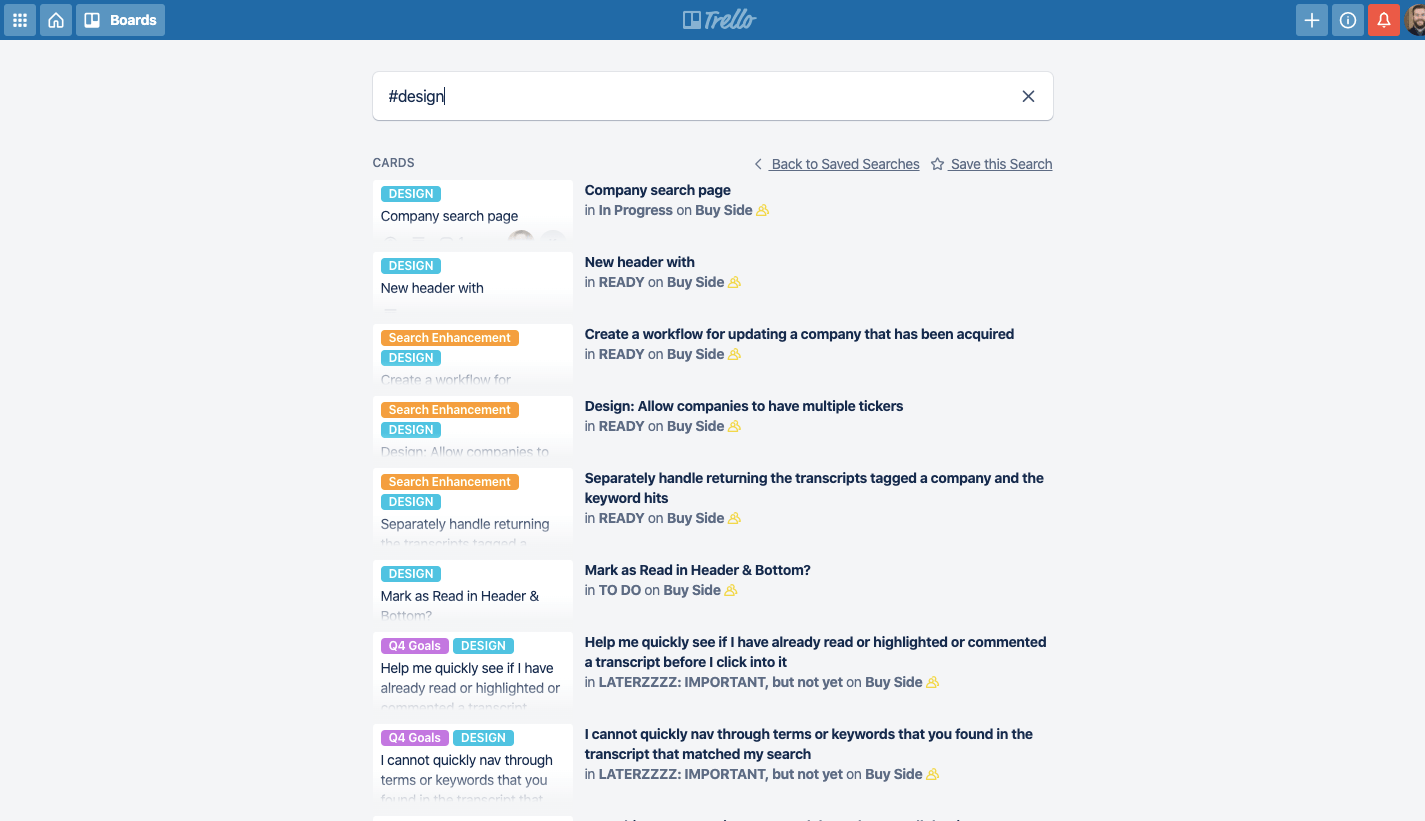 Boards
Trello
#design
CARDS
Back to Saved Searches
Save this Search
DESIGN
Company search page
Company search page
in In Progress on Buy Side
DESIGN
New header with
New header with
in READY on Buy Side
Search Enhancement
DESIGN
Create a workflow for
Create a workflow for updating a company that has been acquired
in READY on Buy Side
Search Enhancement
DESIGN
Design: Allow companies to
Design: Allow companies to have multiple tickers
in READY on Buy Side
Search Enhancement
DESIGN
Separately handle returning
the transcripts tagged a
Separately handle returning the transcripts tagged a company and the
keyword hits
in READY on Buy Side
DESIGN
Mark as Read in Header &
Bottom?
Mark as Read in Header & Bottom?
in TO DO on Buy Side
Q4 Goals DESIGN
Help me quickly see if I have
already read or highlighted or
commented a transcript
Help me quickly see if I have already read or highlighted or commented
a transcript before I click into it
in LATERZZZZ: IMPORTANT, but not yet on Buy Side
Q4 Goals DESIGN
I cannot quickly nav through
terms or keywords that you
found in the transcript that
I cannot quickly nav through terms or keywords that you found in the
transcript that matched my search
in LATERZZZZ: IMPORTANT, but not yet on Buy Side